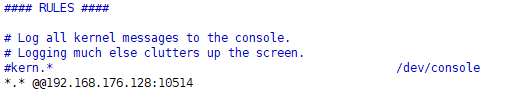 #### RULES ####
# Log all kernel messages to the console.
# Logging much else clutters up the screen.
#kern.*                                                 /dev/console
*.* @@192.168.176.128:10514